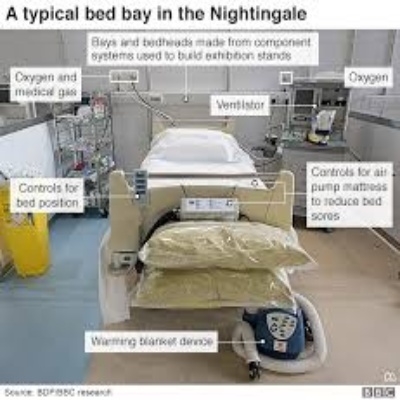 A typical bed bay in the Nightingale
Bays and bedheads made from component
systems used to build exhibition stands
Oxygen and
medical gas
Oxygen
Ventilator
Controls for
bed position
Controls for air
pump mattress
to reduce bed
sores
Warming blanket device
Source: BDP/BBC research
BBC